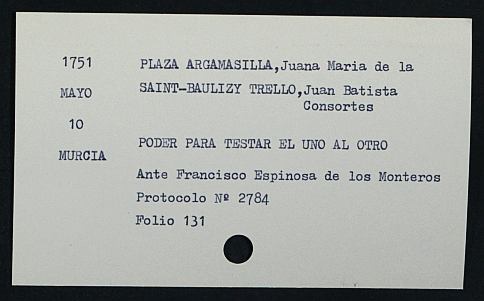 1751 PLAZA ARGAMASILLA,Juana Maria de la
MAYO SAINT-BAULIZY TRELLO,Juan Batista
Consortes
10
PODER PARA TESTAR EL UNO AL OTRO
MURCIA
Ante Francisco Espinosa de los Monteros
Protocolo Nº 2784
Folio 131